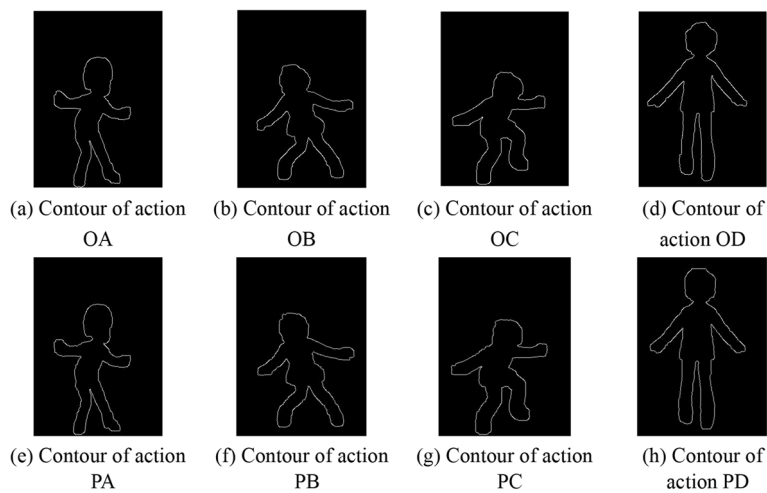 (a) Contour of action
OA
(b) Contour of action
OB
(c) Contour of action
OC
(d) Contour of
action OD
(e) Contour of action
PA
(f) Contour of action
PB
(g) Contour of action
PC
(h) Contour of
action PD